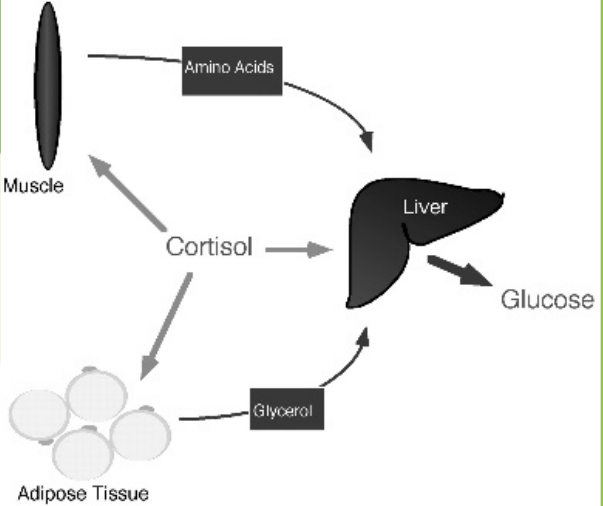 Amino Acids
Muscle
Liver
Cortisol
Glucose
Glycerol
Adipose Tissue